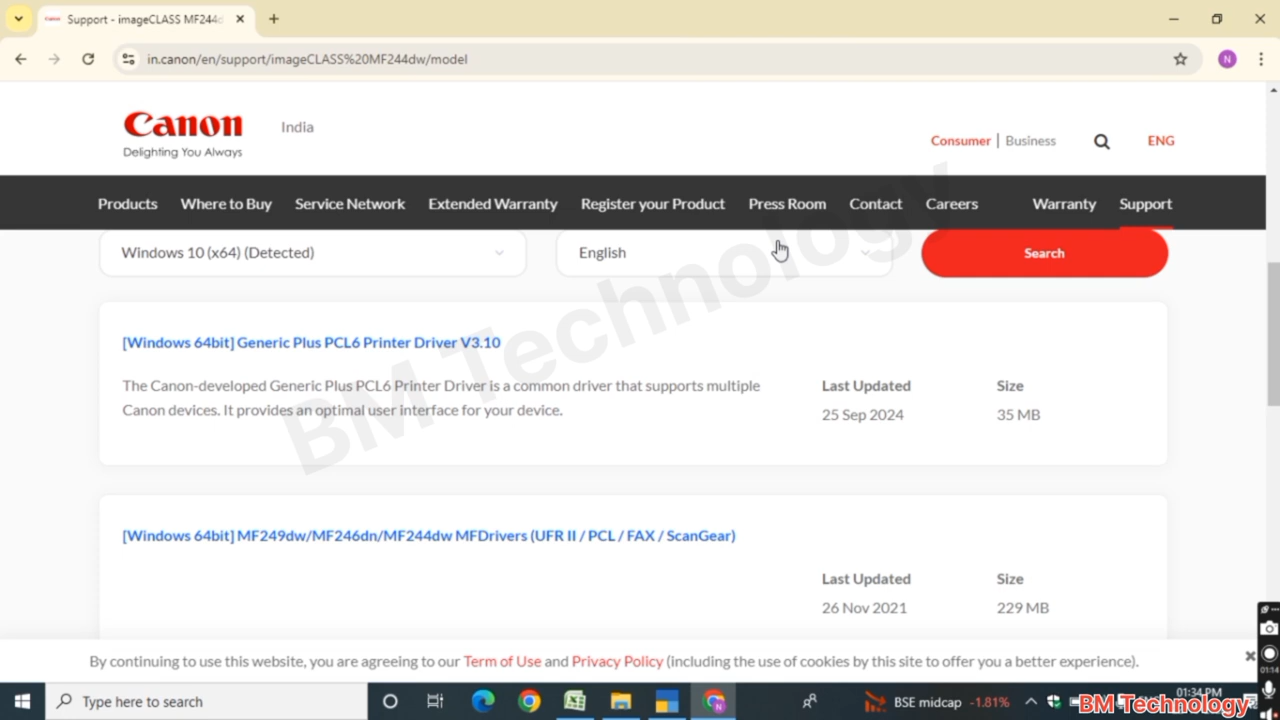 Support - imageCLASS MF244d
in.canon/en/support/imageCLASS%20MF244dw/model
N
Canon
Delighting You Always
India
Consumer | Business
ENG
Products Where to Buy Service Network Extended Warranty Register your Product Press Room Contact Careers Warranty Support
Windows 10 (x64) (Detected)
English
Search
[Windows 64bit] Generic Plus PCL6 Printer Driver V3.10
The Canon-developed Generic Plus PCL6 Printer Driver is a common driver that supports multiple
Canon devices. It provides an optimal user interface for your device.
Last Updated
25 Sep 2024
Size
35 MB
BM Technology
[Windows 64bit] MF249dw/MF246dn/MF244dw MFDrivers (UFR II / PCL / FAX / ScanGear)
Last Updated
26 Nov 2021
Size
229 MB
By continuing to use this website, you are agreeing to our Term of Use and Privacy Policy (including the use of cookies by this site to offer you a better experience).
01:14
Type here to search
BSE midcap -1.81%
01:34 PM
BM Technology